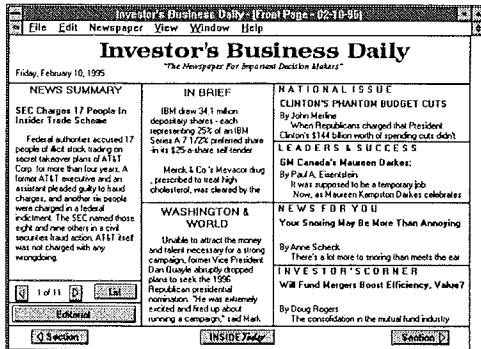 Investor's Business Daily - [Front Page - 02-10-95]
File Edit Newspaper View Window Help
Investor's Business Daily
"The Newspaper For Important Decision Makers"
Friday, February 10, 1995
NEWS SUMMARY
SEC Charges 17 People In
Insider Trade Scheme
Federal authorities accused 17
people of illicit stock trading on
secret takeover plans of AT&T
Corp. for more than four years. A
former AT&T executive and an
assistant pleaded guilty to fraud
charges, and another six people
were charged in a federal
indictment. The SEC named those
eight and nine others in a civil
securities fraud action. AT&T itself
was not charged with any
wrongdoing.
1 of 11
List
Editorial
IN BRIEF
IBM drew 34.1 million
depositary shares - each
representing 25% of an IBM
Series A 7 1/2% preferred share
-in its $25-a-share self-tender
Merck & Co.'s Mevacor drug
, prescribed to treat high
cholesterol, was cleared by the
WASHINGTON &
WORLD
Unable to attract the money
and talent necessary for a strong
campaign, former Vice President
Dan Quayle abruptly dropped
plans to seek the 1996
Republican presidential
nomination. "He was extremely
excited and fired up about
running a campaign," said Mark
NATIONAL ISSUE
CLINTON'S PHANTOM BUDGET CUTS
By John Merline
When Republicans charged that President
Clinton's $144 billion worth of spending cuts didn't
LEADERS & SUCCESS
GM Canada's Maureen Darkes:
By Paul A. Eisenstein
It was supposed to be a temporary job
Now, as Maureen Kempston Darkes celebrates
NEWS FOR YOU
Your Snoring May Be More Than Annoying
By Anne Scheck
There's a lot more to snoring than meets the ear
INVESTOR'S CORNER
Will Fund Mergers Boost Efficiency, Value?
By Doug Rogers
The consolidation in the mutual fund industry
Section
INSIDE Today
Section